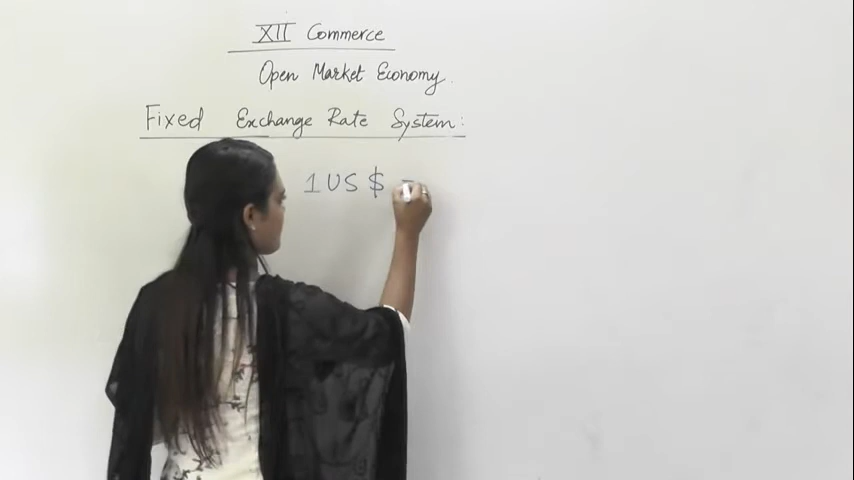 XII Commerce
Open Market Economy.
Fixed Exchange Rate System:
1 US $ =